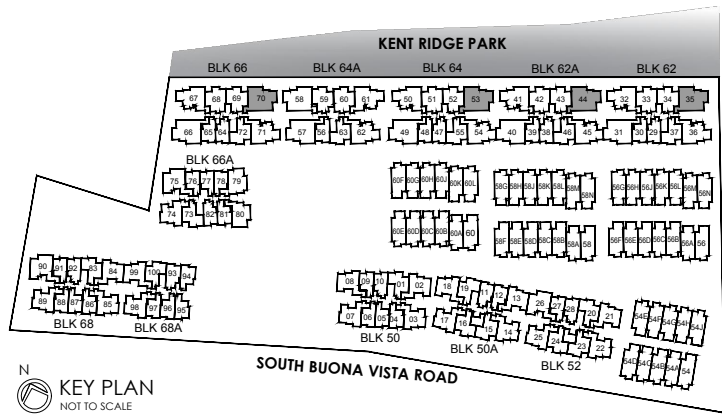 KENT RIDGE PARK
BLK 66 BLK 64A BLK 64 BLK 62A BLK 62
67 68 69 70 58 59 60 61 50 51 52 53 41 42 43 44 32 33 34 35
66 65 64 72 71 57 56 63 62 49 48 47 55 54 40 39 38 46 45 31 30 29 37 36
BLK 66A
75 76 77 78 79 60F 60G 60H 60J 60K 60L 58G 58H 58J 58K 58L 58M 58N 56G 56H 56J 56K 56L 56M 56N
74 73 82 81 80 60E 60D 60C 60B 60A 60 58F 58E 58D 58C 58B 58A 58 56F 56E 56D 56C 56B 56A 56
90 91 92 83 84 99 100 93 94 08 09 10 01 02 18 19 11 12 13 26 27 28 20 21 54E 54F 54G 54H 54J
89 88 87 86 85 98 97 96 95 07 06 05 04 03 17 16 15 14 25 24 23 22 54D 54C 54B 54A 54
BLK 68 BLK 68A BLK 50 BLK 50A BLK 52
SOUTH BUONA VISTA ROAD
N
KEY PLAN
NOT TO SCALE